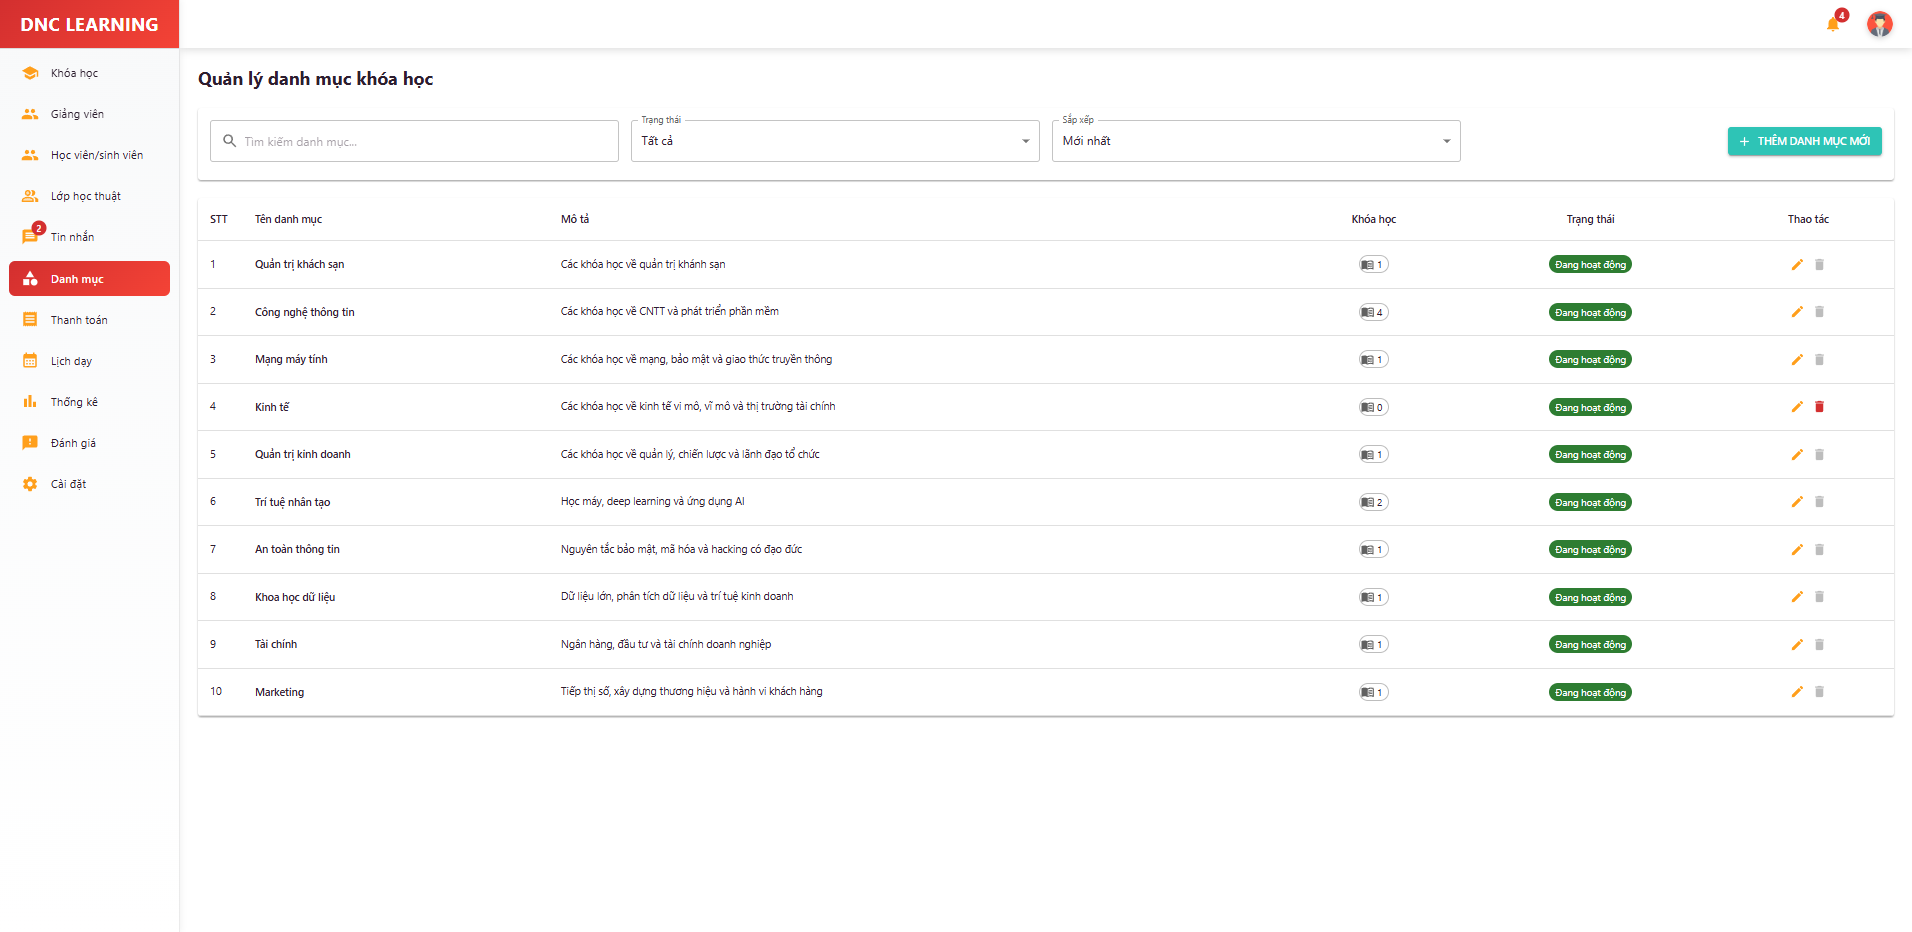 DNC LEARNING
4
Khóa học
Giảng viên
Học viên/sinh viên
Lớp học thuật
2
Tin nhắn
Danh mục
Thanh toán
Lịch dạy
Thống kê
Đánh giá
Cài đặt
Quản lý danh mục khóa học
Tìm kiếm danh mục...
Trạng thái
Tất cả
Sắp xếp
Mới nhất
+ THÊM DANH MỤC MỚI
STT Tên danh mục Mô tả Khóa học Trạng thái Thao tác
1 Quản trị khách sạn Các khóa học về quản trị khánh sạn 1 Đang hoạt động
2 Công nghệ thông tin Các khóa học về CNTT và phát triển phần mềm 4 Đang hoạt động
3 Mạng máy tính Các khóa học về mạng, bảo mật và giao thức truyền thông 1 Đang hoạt động
4 Kinh tế Các khóa học về kinh tế vi mô, vĩ mô và thị trường tài chính 0 Đang hoạt động
5 Quản trị kinh doanh Các khóa học về quản lý, chiến lược và lãnh đạo tổ chức 1 Đang hoạt động
6 Trí tuệ nhân tạo Học máy, deep learning và ứng dụng AI 2 Đang hoạt động
7 An toàn thông tin Nguyên tắc bảo mật, mã hóa và hacking có đạo đức 1 Đang hoạt động
8 Khoa học dữ liệu Dữ liệu lớn, phân tích dữ liệu và trí tuệ kinh doanh 1 Đang hoạt động
9 Tài chính Ngân hàng, đầu tư và tài chính doanh nghiệp 1 Đang hoạt động
10 Marketing Tiếp thị số, xây dựng thương hiệu và hành vi khách hàng 1 Đang hoạt động